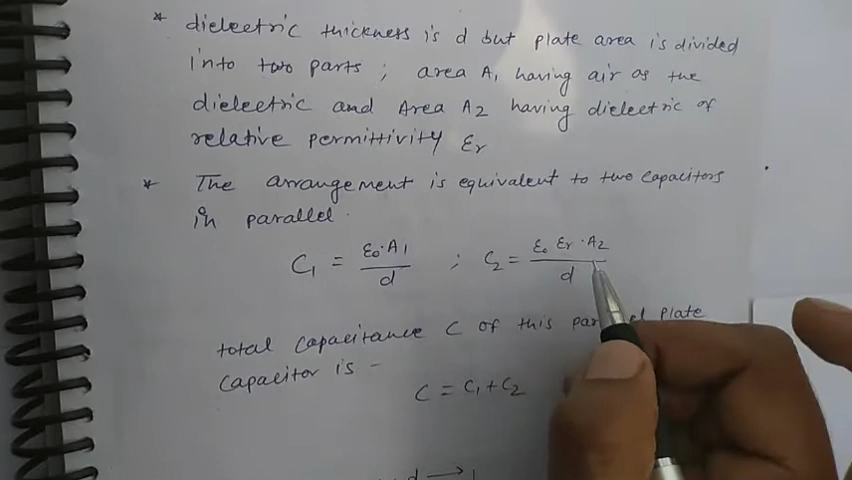 * dielectric thickness is d but plate area is divided
into two parts ; area A₁ having air as the
dielectric and Area A₂ having dielectric of
relative permittivity εr
* The arrangement is equivalent to two capacitors
in parallel.
C₁ = ε₀·A₁/d ; C₂ = ε₀ εr·A₂/d
total capacitance C of this plate
capacitor is -
C = C₁ + C₂
d →